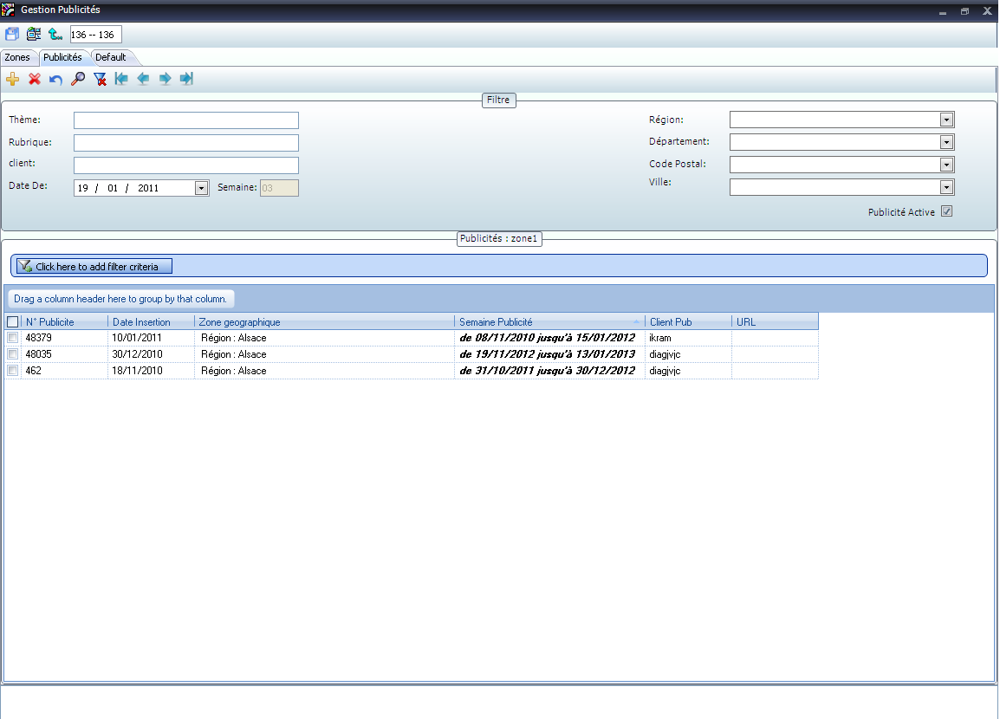 Gestion Publicités
136 -- 136
Zones Publicités Default
Filtre
Thème: Région:
Rubrique: Département:
client: Code Postal:
Date De: 19 / 01 / 2011 Semaine: 03 Ville:
Publicité Active
Publicités : zone1
Click here to add filter criteria
Drag a column header here to group by that column.
N° Publicite Date Insertion Zone geographique Semaine Publicité Client Pub URL
48379 10/01/2011 Région : Alsace de 08/11/2010 jusqu'à 15/01/2012 ikram
48035 30/12/2010 Région : Alsace de 19/11/2012 jusqu'à 13/01/2013 diagjvjc
462 18/11/2010 Région : Alsace de 31/10/2011 jusqu'à 30/12/2012 diagjvjc